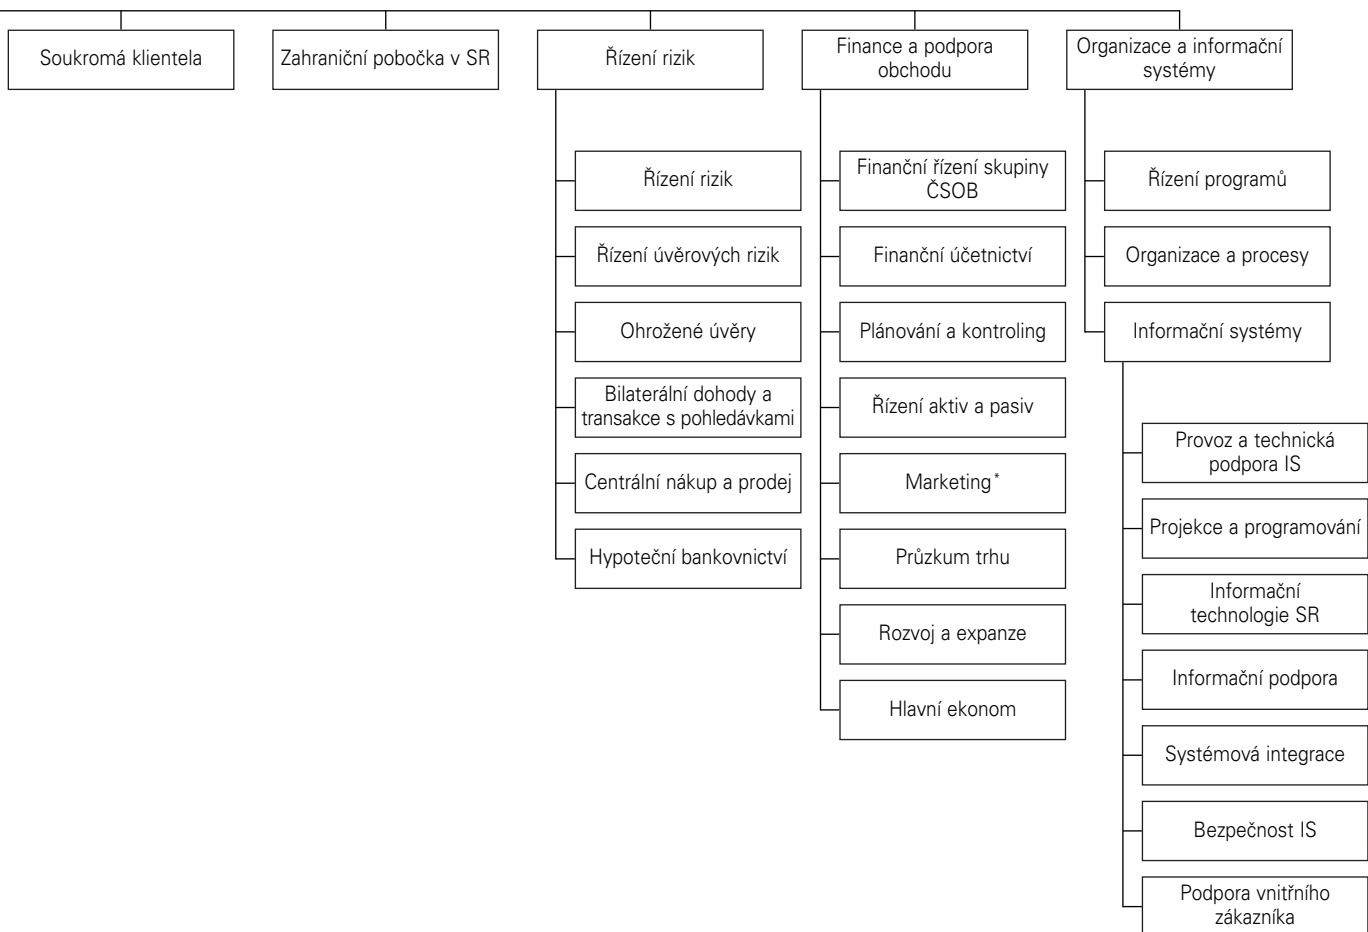 Soukromá klientela
Zahraniční pobočka v SR
Řízení rizik
Finance a podpora
obchodu
Organizace a informační
systémy
Řízení rizik
Řízení úvěrových rizik
Ohrožené úvěry
Bilaterální dohody a
transakce s pohledávkami
Centrální nákup a prodej
Hypoteční bankovnictví
Finanční řízení skupiny
ČSOB
Finanční účetnictví
Plánování a kontroling
Řízení aktiv a pasiv
Marketing*
Průzkum trhu
Rozvoj a expanze
Hlavní ekonom
Řízení programů
Organizace a procesy
Informační systémy
Provoz a technická
podpora IS
Projekce a programování
Informační
technologie SR
Informační podpora
Systémová integrace
Bezpečnost IS
Podpora vnitřního
zákazníka